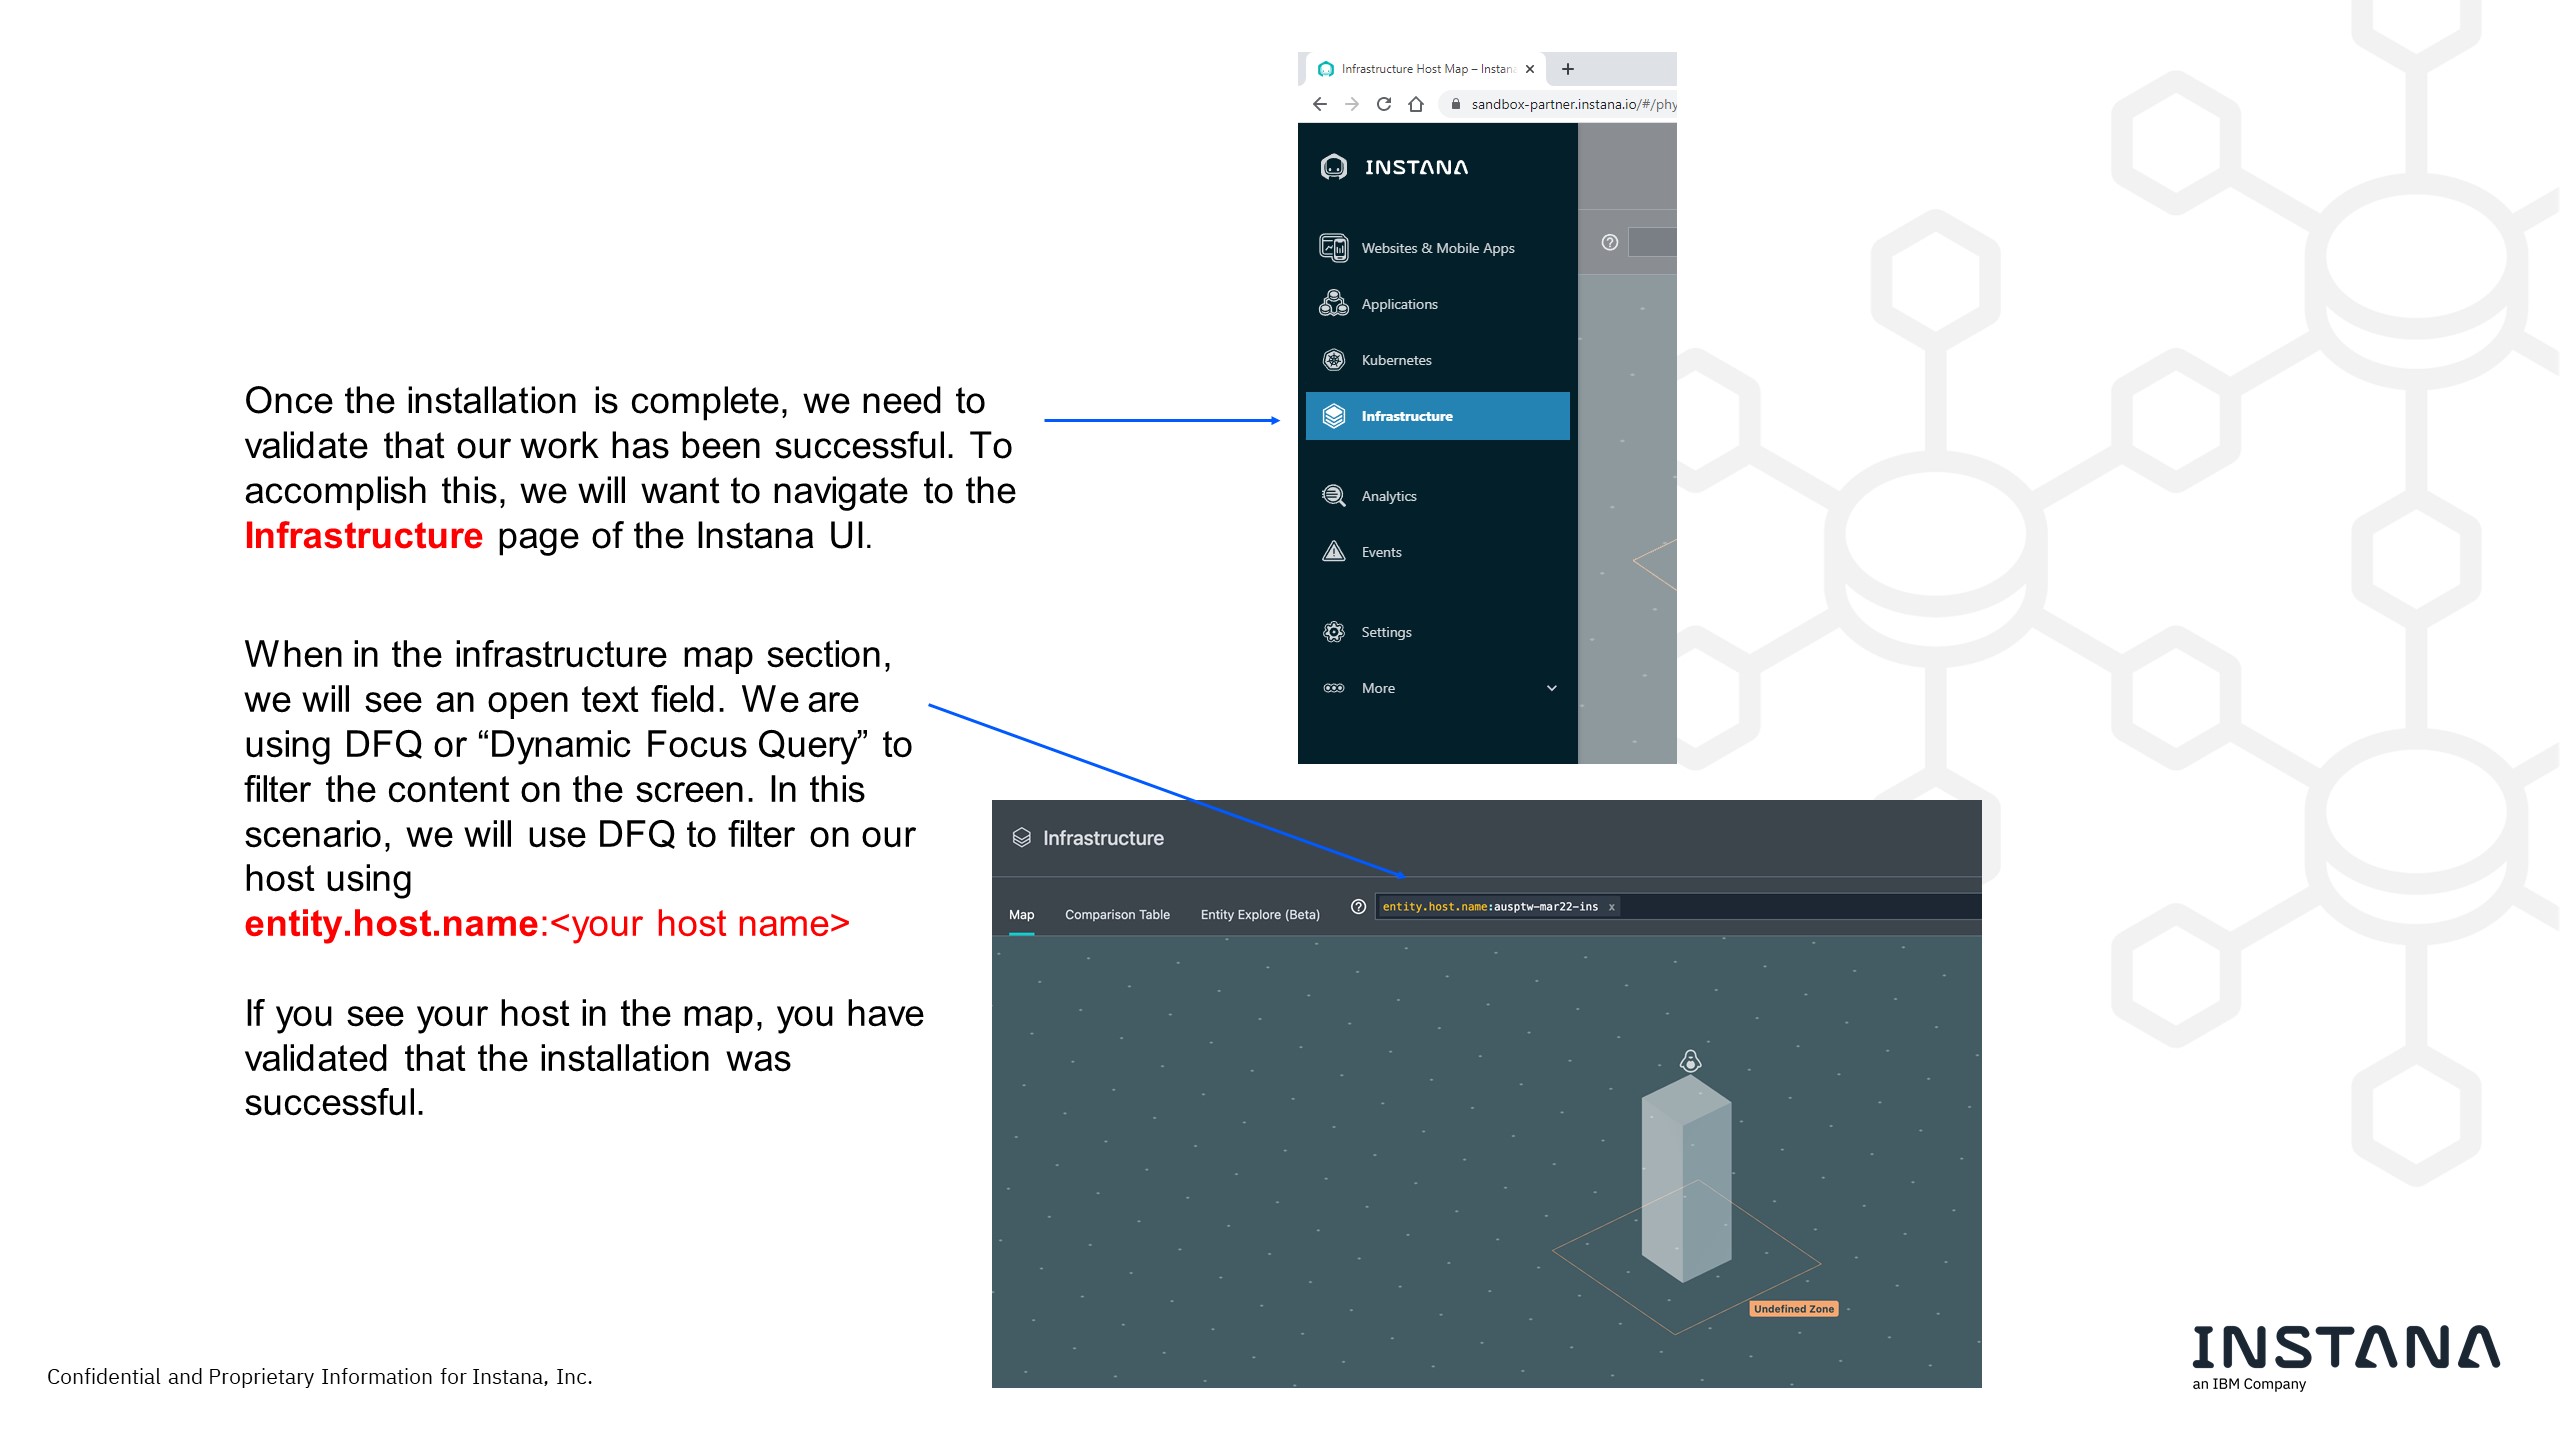 Once the installation is complete, we need to
validate that our work has been successful. To
accomplish this, we will want to navigate to the
Infrastructure page of the Instana UI.
When in the infrastructure map section,
we will see an open text field. We are
using DFQ or “Dynamic Focus Query” to
filter the content on the screen. In this
scenario, we will use DFQ to filter on our
host using
entity.host.name:<your host name>
If you see your host in the map, you have
validated that the installation was
successful.
Infrastructure Host Map – Instana
sandbox-partner.instana.io/#/phy
INSTANA
Websites & Mobile Apps
Applications
Kubernetes
Infrastructure
Analytics
Events
Settings
More
Infrastructure
Map Comparison Table Entity Explore (Beta) entity.host.name:ausptw-mar22-ins x
Undefined Zone
Confidential and Proprietary Information for Instana, Inc.
INSTANA
an IBM Company